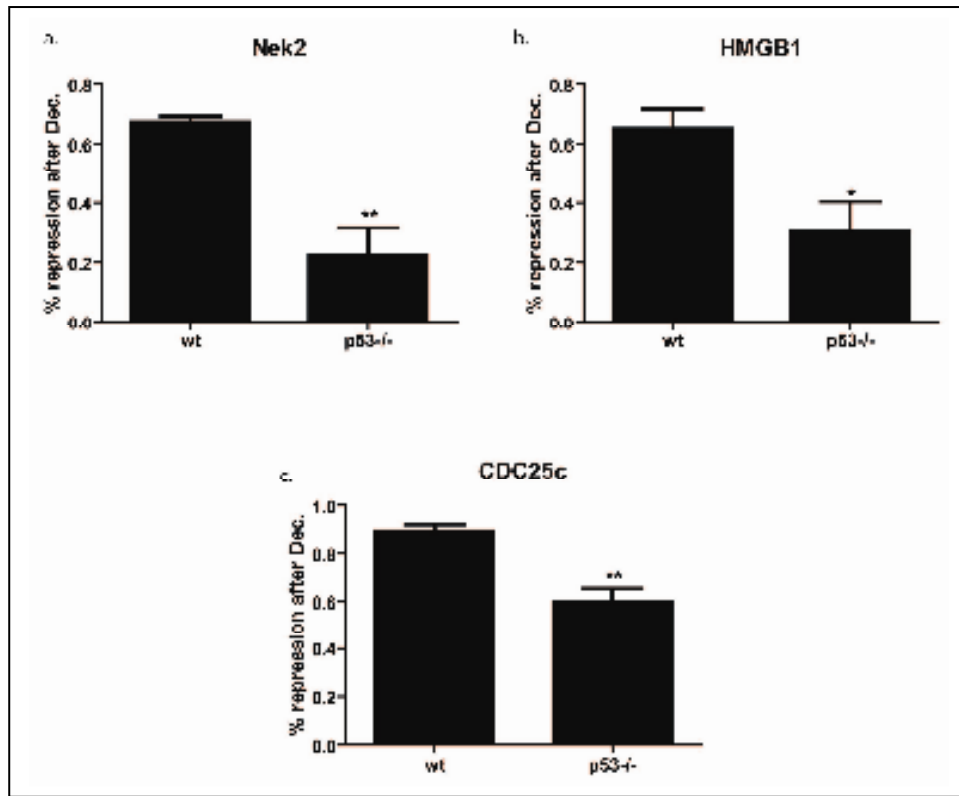 a.
Nek2
% repression after Dec.
0.8
0.6
0.4
0.2
0.0
**
wt
p53-/-
b.
HMGB1
% repression after Dec.
0.8
0.6
0.4
0.2
0.0
*
wt
p53-/-
c.
CDC25c
% repression after Dec.
1.0
0.8
0.6
0.4
0.2
0.0
**
wt
p53-/-